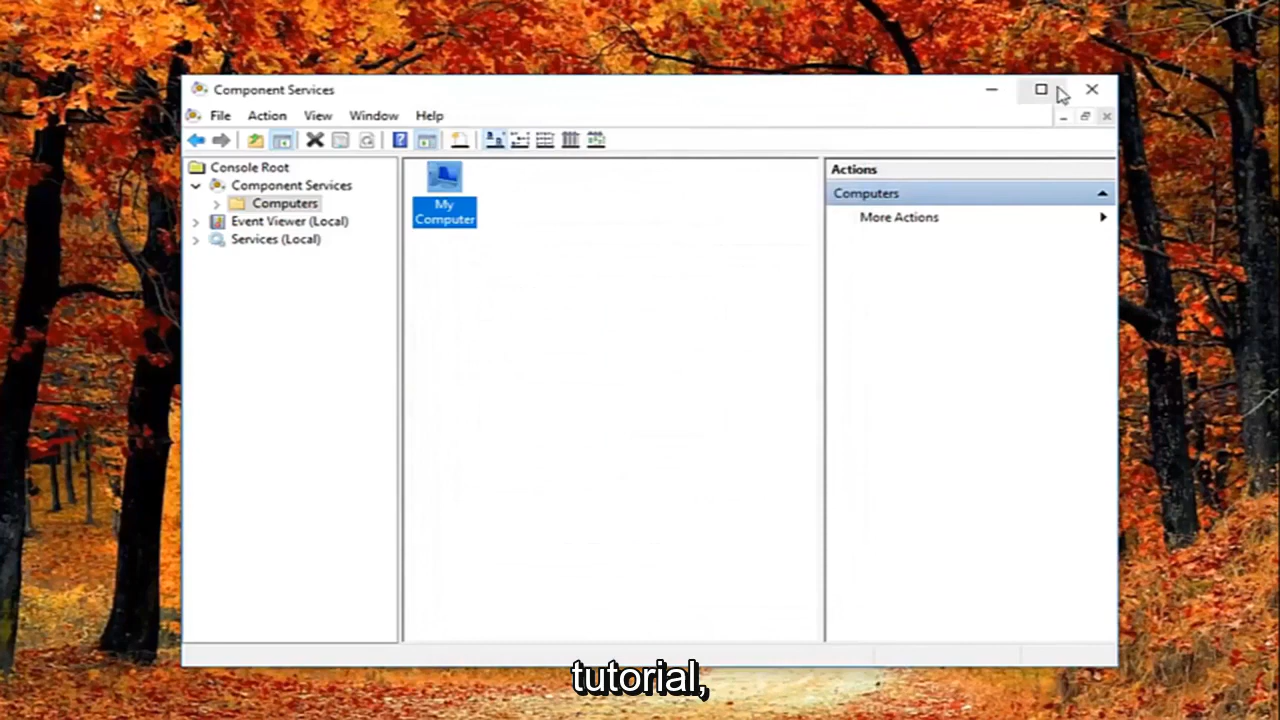 Component Services
File Action View Window Help
Console Root
Component Services
Computers
Event Viewer (Local)
Services (Local)
My
Computer
Actions
Computers
More Actions
tutorial,